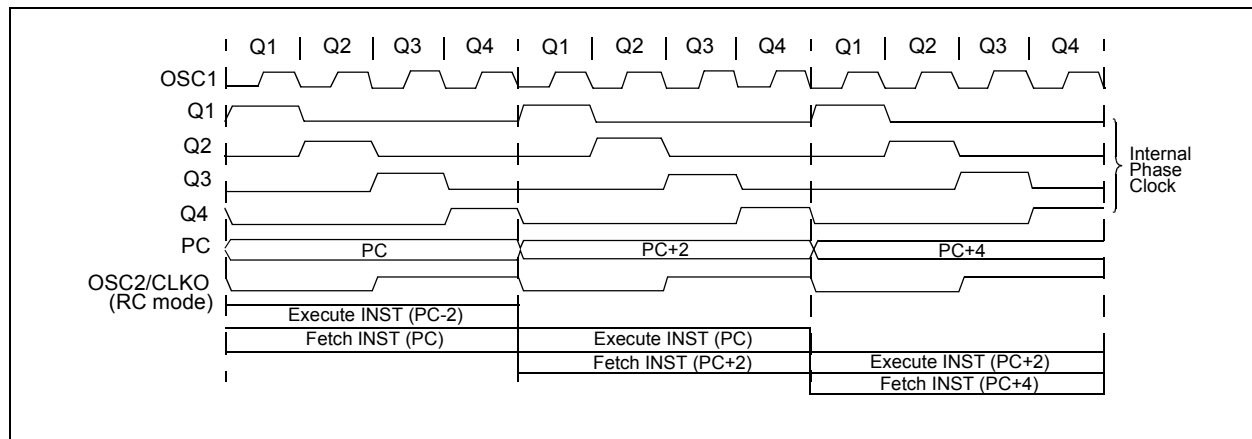 Q1 Q2 Q3 Q4 Q1 Q2 Q3 Q4 Q1 Q2 Q3 Q4
OSC1
Q1
Q2
Q3
Q4
Internal
Phase
Clock
PC PC PC+2 PC+4
OSC2/CLKO
(RC mode)
Execute INST (PC-2)
Fetch INST (PC) Execute INST (PC)
Fetch INST (PC+2) Execute INST (PC+2)
Fetch INST (PC+4)